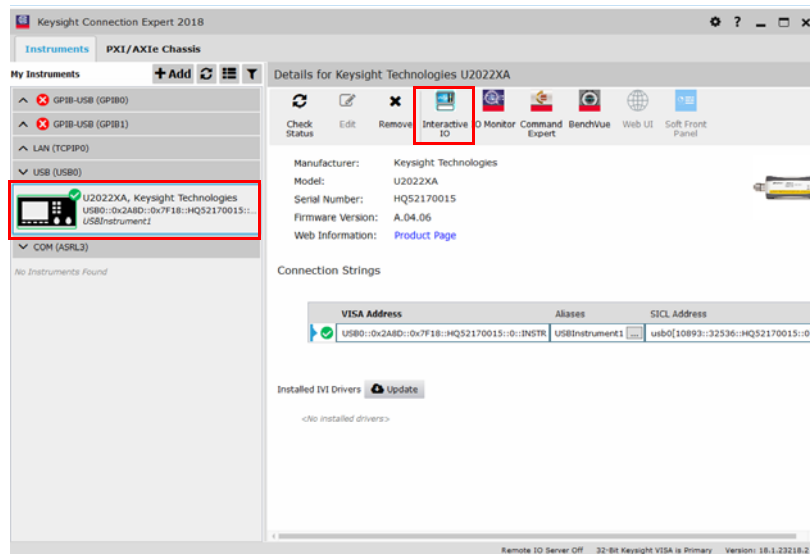 Keysight Connection Expert 2018
Instruments PXI/AXIe Chassis
My Instruments
Add
Details for Keysight Technologies U2022XA
GPIB-USB (GPIB0)
GPIB-USB (GPIB1)
LAN (TCPIP0)
USB (USB0)
U2022XA, Keysight Technologies
USB0::0x2A8D::0x7F18::HQ52170015::...
USBInstrument1
COM (ASRL3)
No Instruments Found
Check Status
Edit
Remove
Interactive IO
IO Monitor
Command Expert
BenchVue
Web UI
Soft Front Panel
Manufacturer: Keysight Technologies
Model: U2022XA
Serial Number: HQ52170015
Firmware Version: A.04.06
Web Information: Product Page
Connection Strings
VISA Address Aliases SICL Address
USB0::0x2A8D::0x7F18::HQ52170015::0::INSTR USBInstrument1 ... usb0[10893::32536::HQ52170015::0
Installed IVI Drivers Update
<No installed drivers>
Remote IO Server Off 32-Bit Keysight VISA is Primary Version: 18.1.23218.2